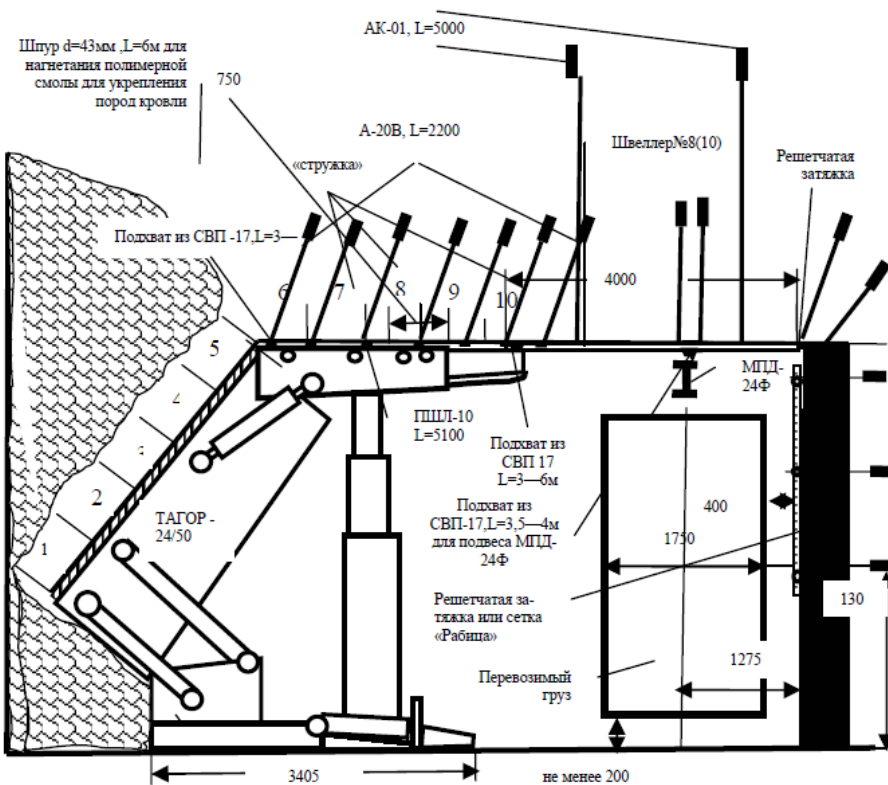 АК-01, L=5000
Шпур d=43мм ,L=6м для
нагнетания полимерной
смолы для укрепления
пород кровли
750
А-20В, L=2200
«стружка»
Швеллер№8(10)
Решетчатая
затяжка
Подхват из СВП -17,L=3—
6
7
8
9
10
4000
5
4
3
2
1
МПД-
24Ф
ПШЛ-10
L=5100
Подхват из
СВП 17
L=3—6м
ТАГОР -
24/50
Подхват из
СВП-17,L=3,5—4м
для подвеса МПД-
24Ф
400
1750
Решетчатая за-
тяжка или сетка
«Рабица»
130
1275
Перевозимый
груз
3405
не менее 200